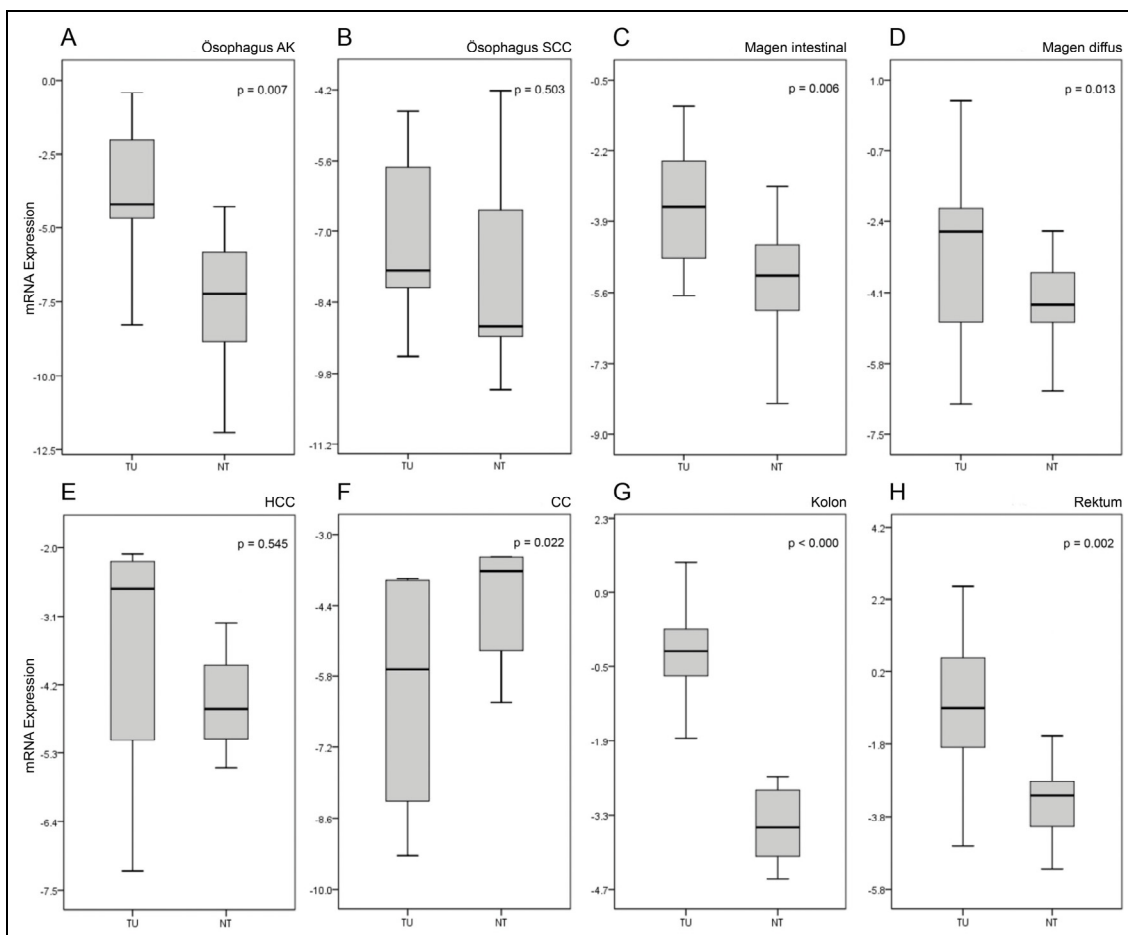 A
Ösophagus AK
p = 0.007
mRNA Expression
0.0
-2.5
-5.0
-7.5
-10.0
-12.5
TU NT
B
Ösophagus SCC
p = 0.503
-4.2
-5.6
-7.0
-8.4
-9.8
-11.2
TU NT
C
Magen intestinal
p = 0.006
-0.5
-2.2
-3.9
-5.6
-7.3
-9.0
TU NT
D
Magen diffus
p = 0.013
1.0
-0.7
-2.4
-4.1
-5.8
-7.5
TU NT
E
HCC
p = 0.545
mRNA Expression
-2.0
-3.1
-4.2
-5.3
-6.4
-7.5
TU NT
F
CC
p = 0.022
-3.0
-4.4
-5.8
-7.2
-8.6
-10.0
TU NT
G
Kolon
p < 0.000
2.3
0.9
-0.5
-1.9
-3.3
-4.7
TU NT
H
Rektum
p = 0.002
4.2
2.2
0.2
-1.8
-3.8
-5.8
TU NT